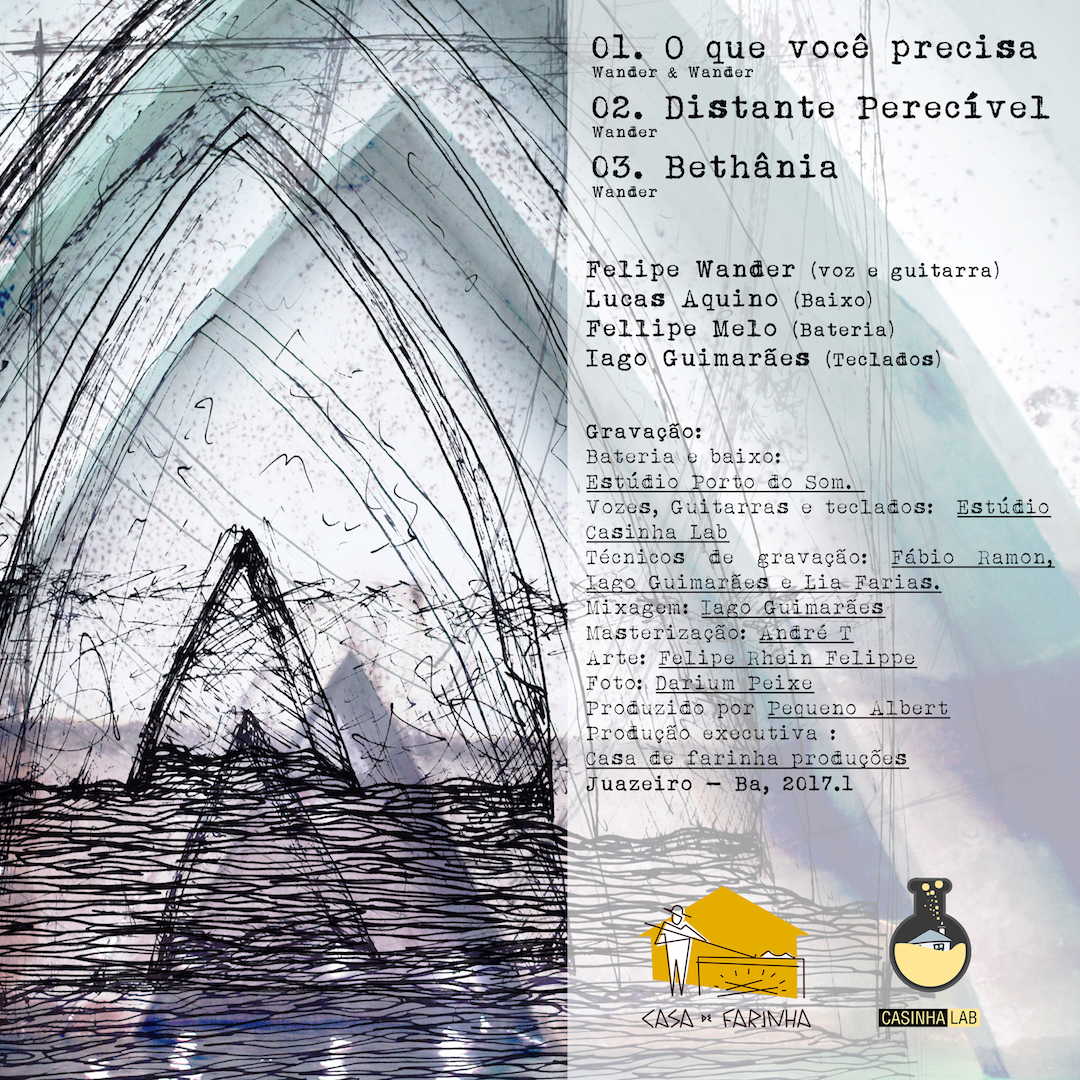 01. O que você precisa
Wander & Wander
02. Distante Perecível
Wander
03. Bethânia
Wander
Felipe Wander (voz e guitarra)
Lucas Aquino (Baixo)
Fellipe Melo (Bateria)
Iago Guimarães (Teclados)
Gravação:
Bateria e baixo:
Estúdio Porto do Som.
Vozes, Guitarras e teclados: Estúdio
Casinha Lab
Técnicos de gravação: Fábio Ramon,
Iago Guimarães e Lia Farias.
Mixagem: Iago Guimarães
Masterização: André T
Arte: Felipe Rhein Felippe
Foto: Darium Peixe
Produzido por Pequeno Albert
Produção executiva :
Casa de farinha produções
Juazeiro - Ba, 2017.1
CASA DE FARINHA
CASINHA LAB